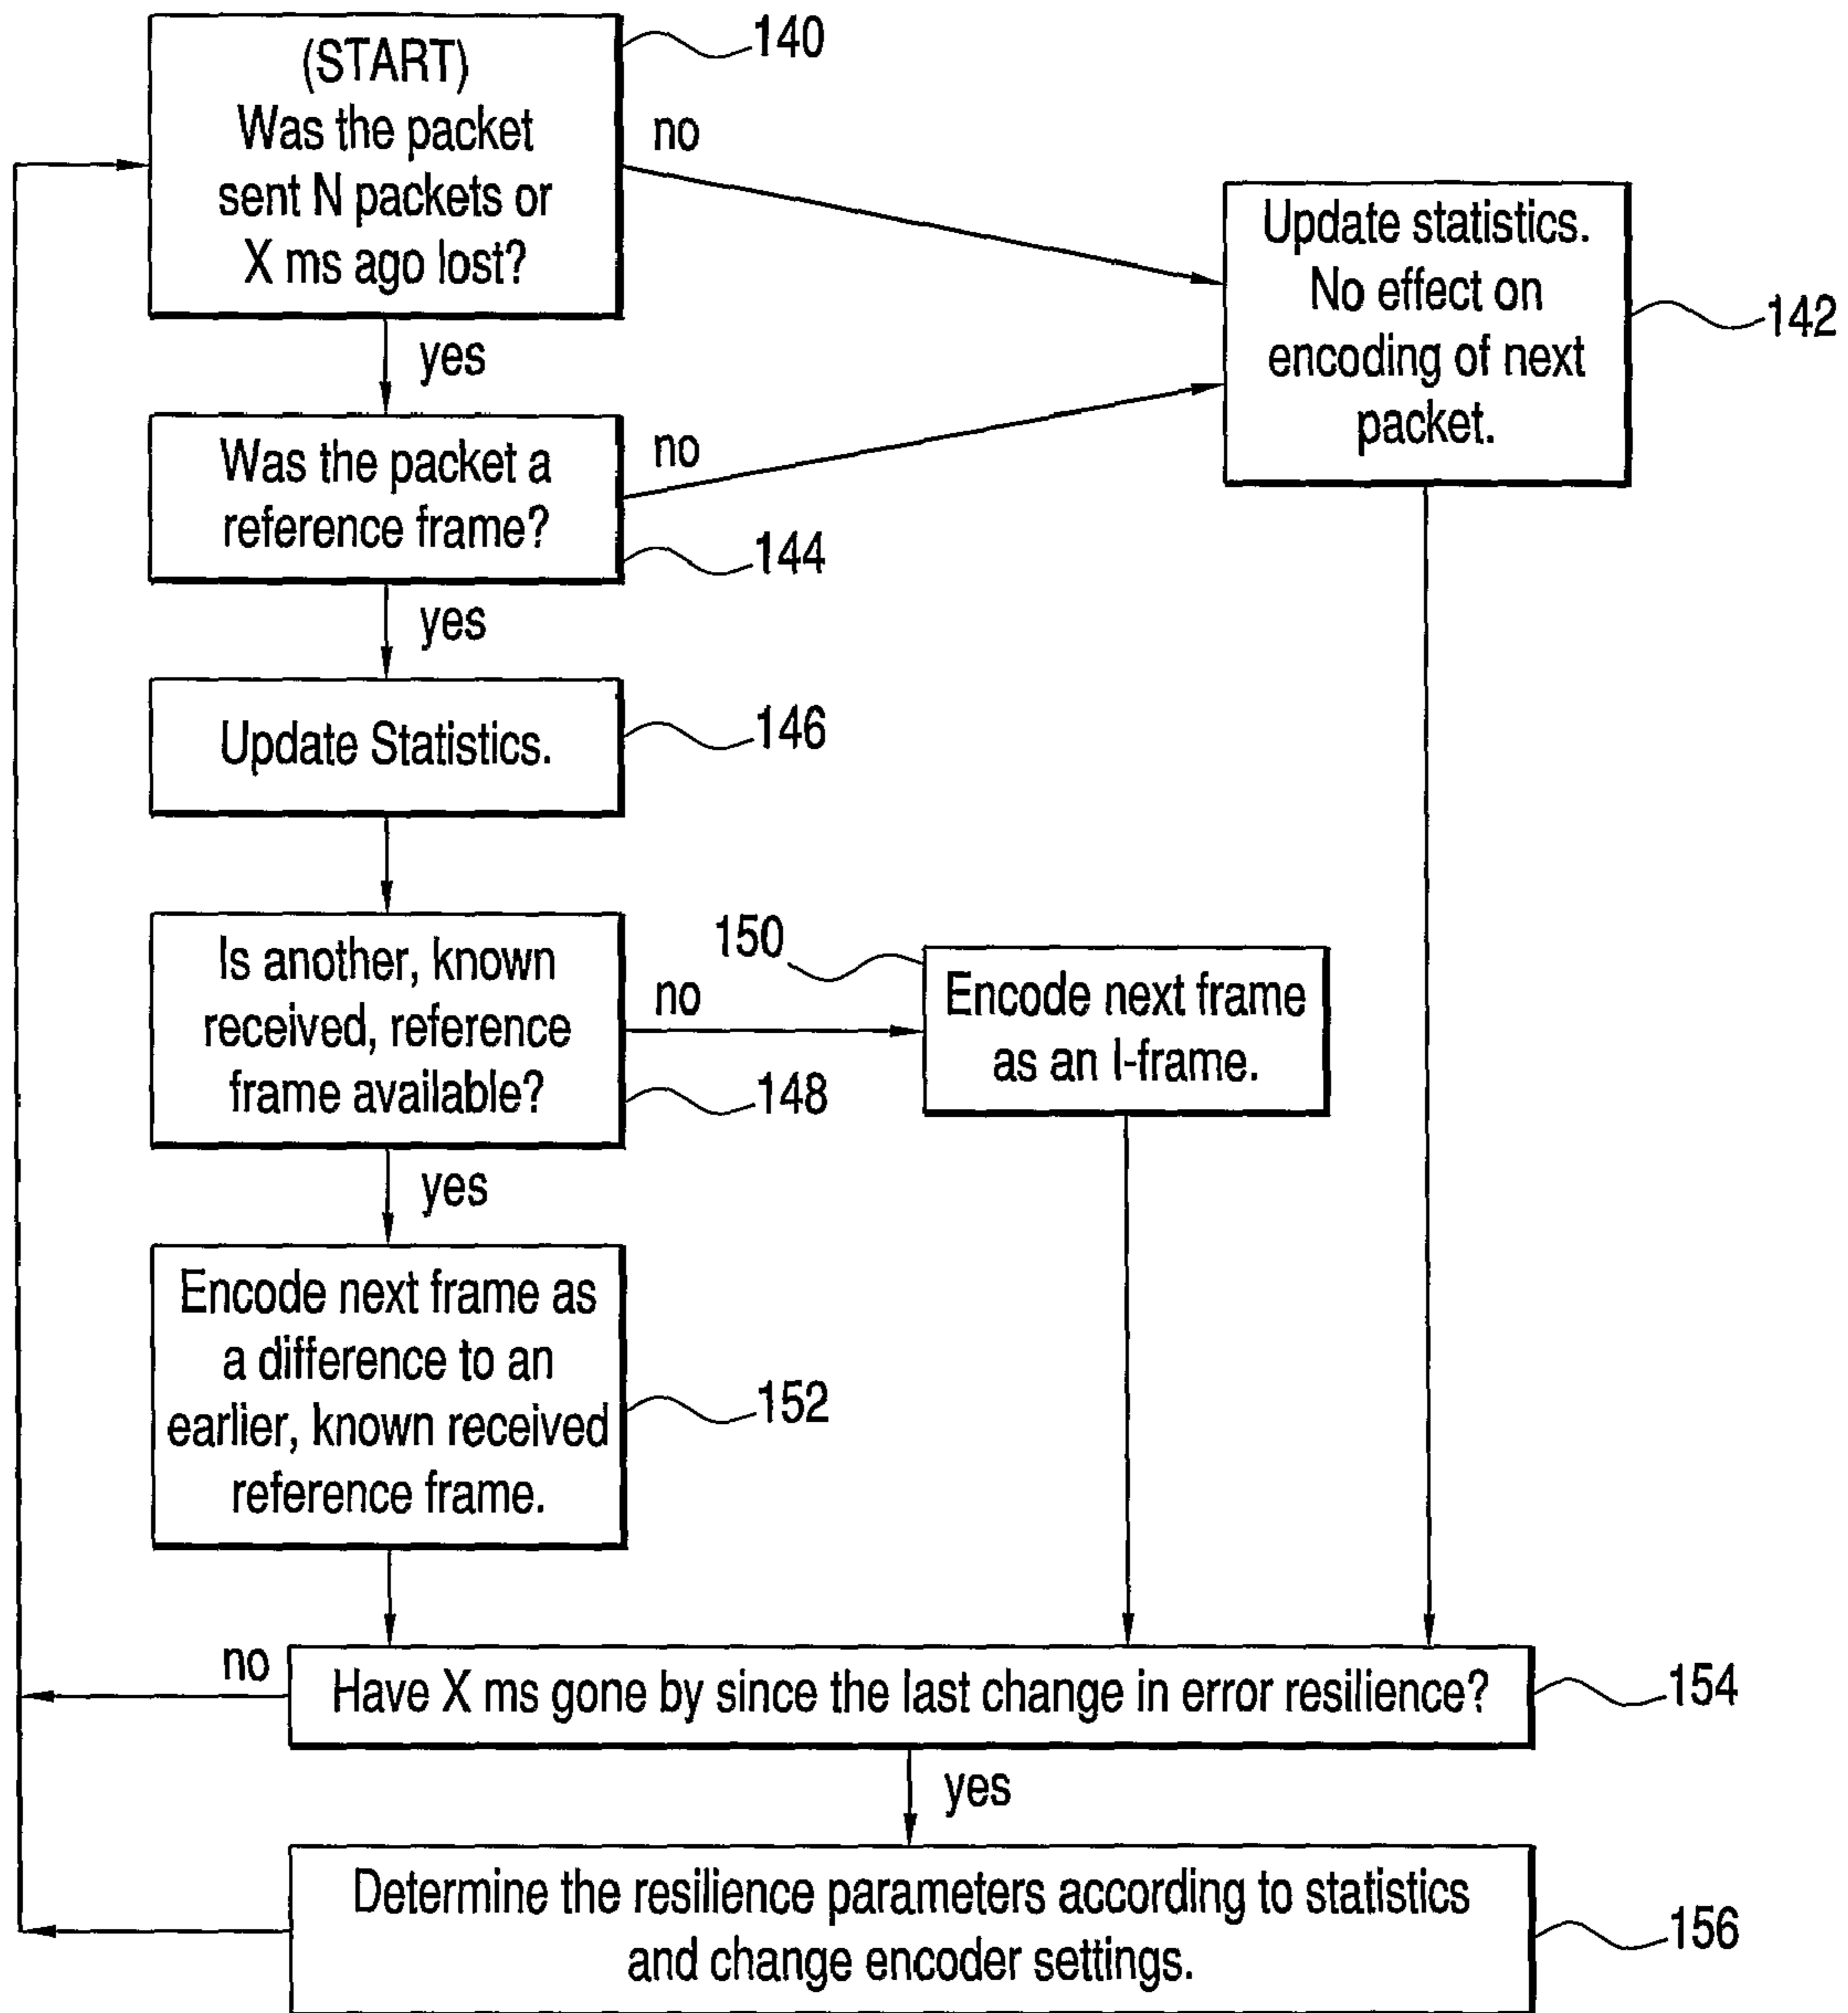 (START)
Was the packet
sent N packets or
X ms ago lost?
140
no
yes
Update statistics.
No effect on
encoding of next
packet.
142
Was the packet a
reference frame?
144
no
yes
Update Statistics.
146
Is another, known
received, reference
frame available?
148
no
yes
150
Encode next frame
as an I-frame.
Encode next frame as
a difference to an
earlier, known received
reference frame.
152
no
Have X ms gone by since the last change in error resilience?
154
yes
Determine the resilience parameters according to statistics
and change encoder settings.
156